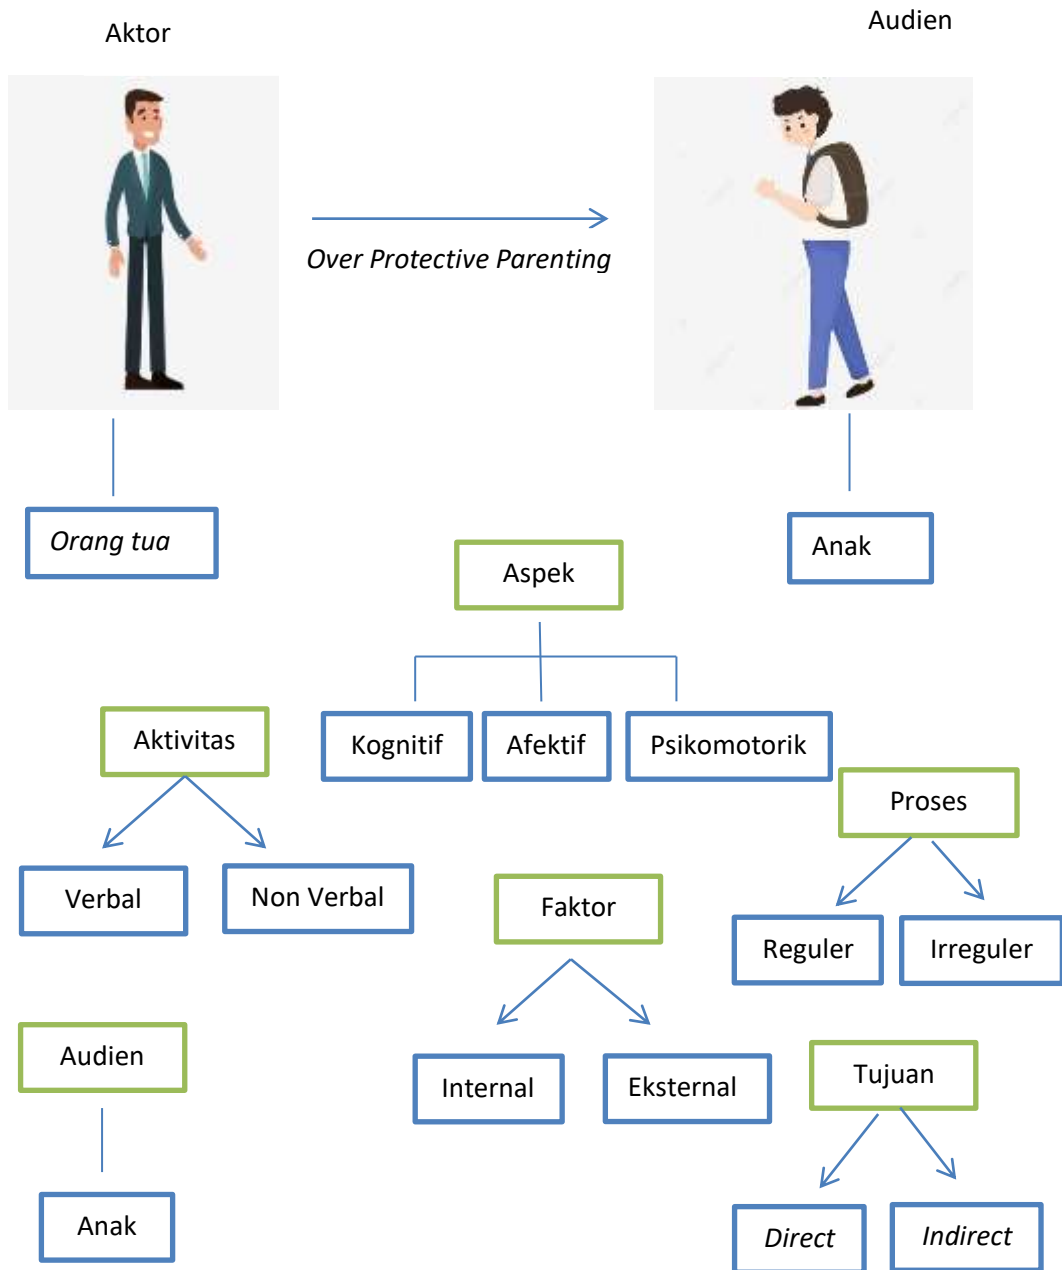 Aktor
Audien
Over Protective Parenting
Orang tua
Anak
Aspek
Kognitif
Afektif
Psikomotorik
Aktivitas
Verbal
Non Verbal
Proses
Reguler
Irreguler
Faktor
Internal
Eksternal
Audien
Anak
Tujuan
Direct
Indirect